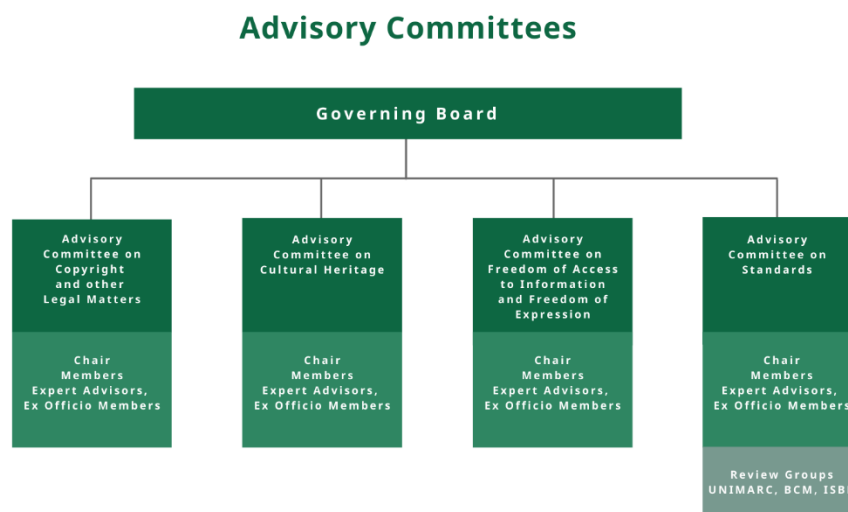 Advisory Committees
Governing Board
Advisory
Committee on
Copyright
and other
Legal Matters
Chair
Members
Expert Advisors,
Ex Officio Members
Advisory
Committee on
Cultural Heritage
Chair
Members
Expert Advisors,
Ex Officio Members
Advisory
Committee on
Freedom of Access
to Information
and Freedom of
Expression
Chair
Members
Expert Advisors,
Ex Officio Members
Advisory
Committee on
Standards
Chair
Members
Expert Advisors,
Ex Officio Members
Review Groups
UNIMARC, BCM,